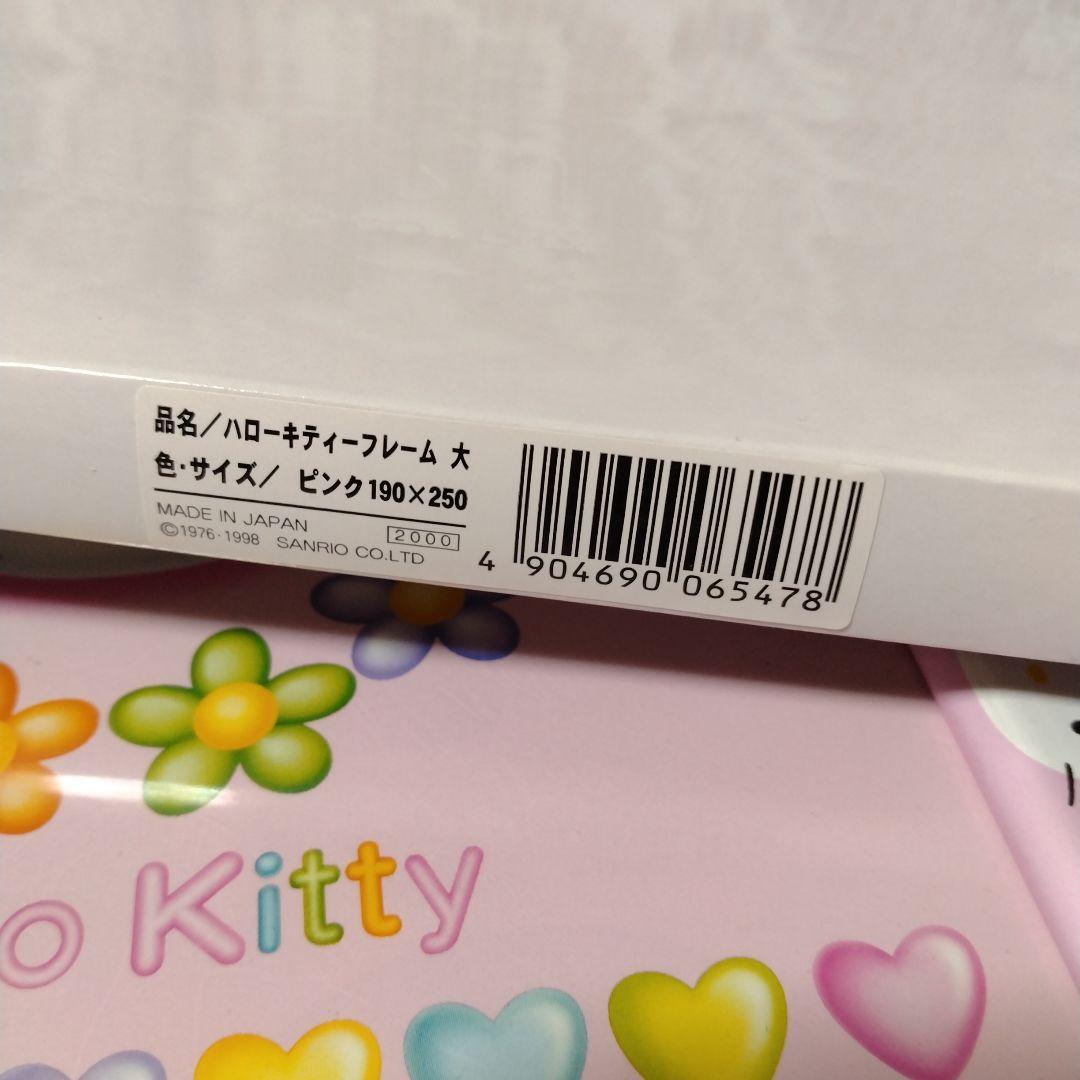 品名／ハローキティーフレーム 大
色・サイズ／ ピンク190×250
MADE IN JAPAN
©1976・1998 SANRIO CO.LTD
2000
4 904690 065478
o Kitty